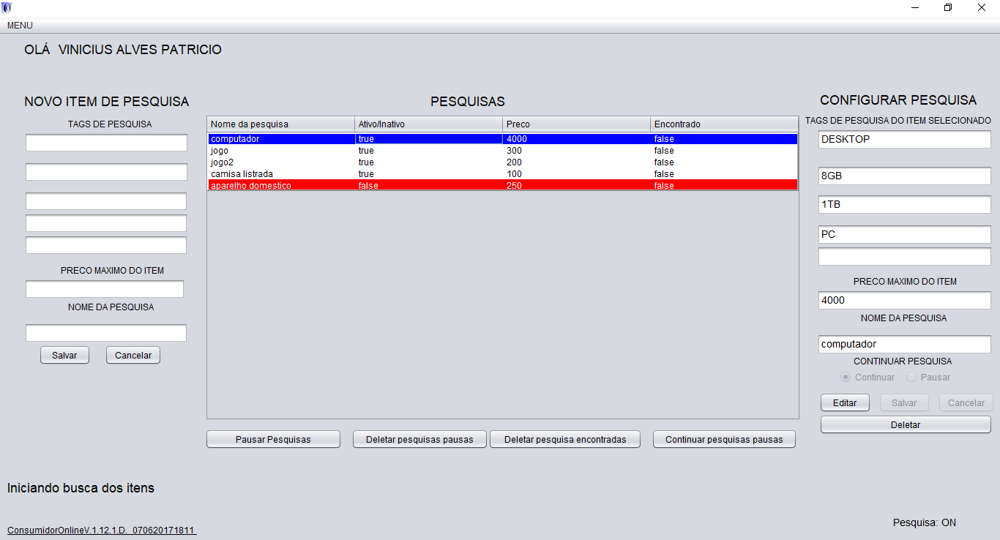 MENU
OLÁ VINICIUS ALVES PATRICIO
NOVO ITEM DE PESQUISA
TAGS DE PESQUISA
PRECO MAXIMO DO ITEM
NOME DA PESQUISA
Salvar Cancelar
PESQUISAS
Nome da pesquisa Ativo/Inativo Preco Encontrado
computador true 4000 false
jogo true 300 false
jogo2 true 200 false
camisa listrada true 100 false
aparelho domestico false 250 false
Pausar Pesquisas Deletar pesquisas pausas Deletar pesquisa encontradas Continuar pesquisas pausas
CONFIGURAR PESQUISA
TAGS DE PESQUISA DO ITEM SELECIONADO
DESKTOP
8GB
1TB
PC
PRECO MAXIMO DO ITEM
4000
NOME DA PESQUISA
computador
CONTINUAR PESQUISA
Continuar Pausar
Editar Salvar Cancelar
Deletar
Iniciando busca dos itens
ConsumidorOnlineV.1.12.1.D. 070620171811
Pesquisa: ON